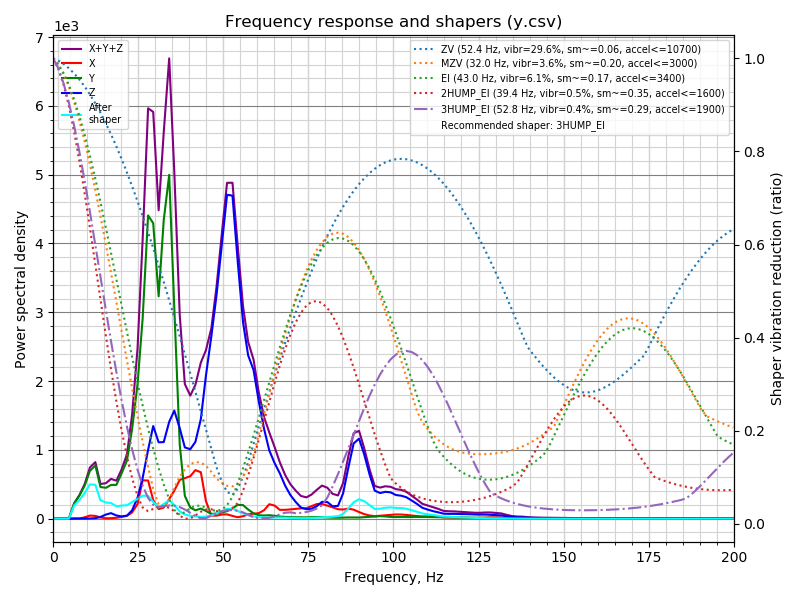 Frequency response and shapers (y.csv)
1e3
X+Y+Z
X
Y
Z
After
shaper
ZV (52.4 Hz, vibr=29.6%, sm~=0.06, accel<=10700)
MZV (32.0 Hz, vibr=3.6%, sm~=0.20, accel<=3000)
EI (43.0 Hz, vibr=6.1%, sm~=0.17, accel<=3400)
2HUMP_EI (39.4 Hz, vibr=0.5%, sm~=0.35, accel<=1600)
3HUMP_EI (52.8 Hz, vibr=0.4%, sm~=0.29, accel<=1900)
Recommended shaper: 3HUMP_EI
Power spectral density
7
6
5
4
3
2
1
0
1.0
0.8
0.6
0.4
0.2
0.0
Shaper vibration reduction (ratio)
0 25 50 75 100 125 150 175 200
Frequency, Hz